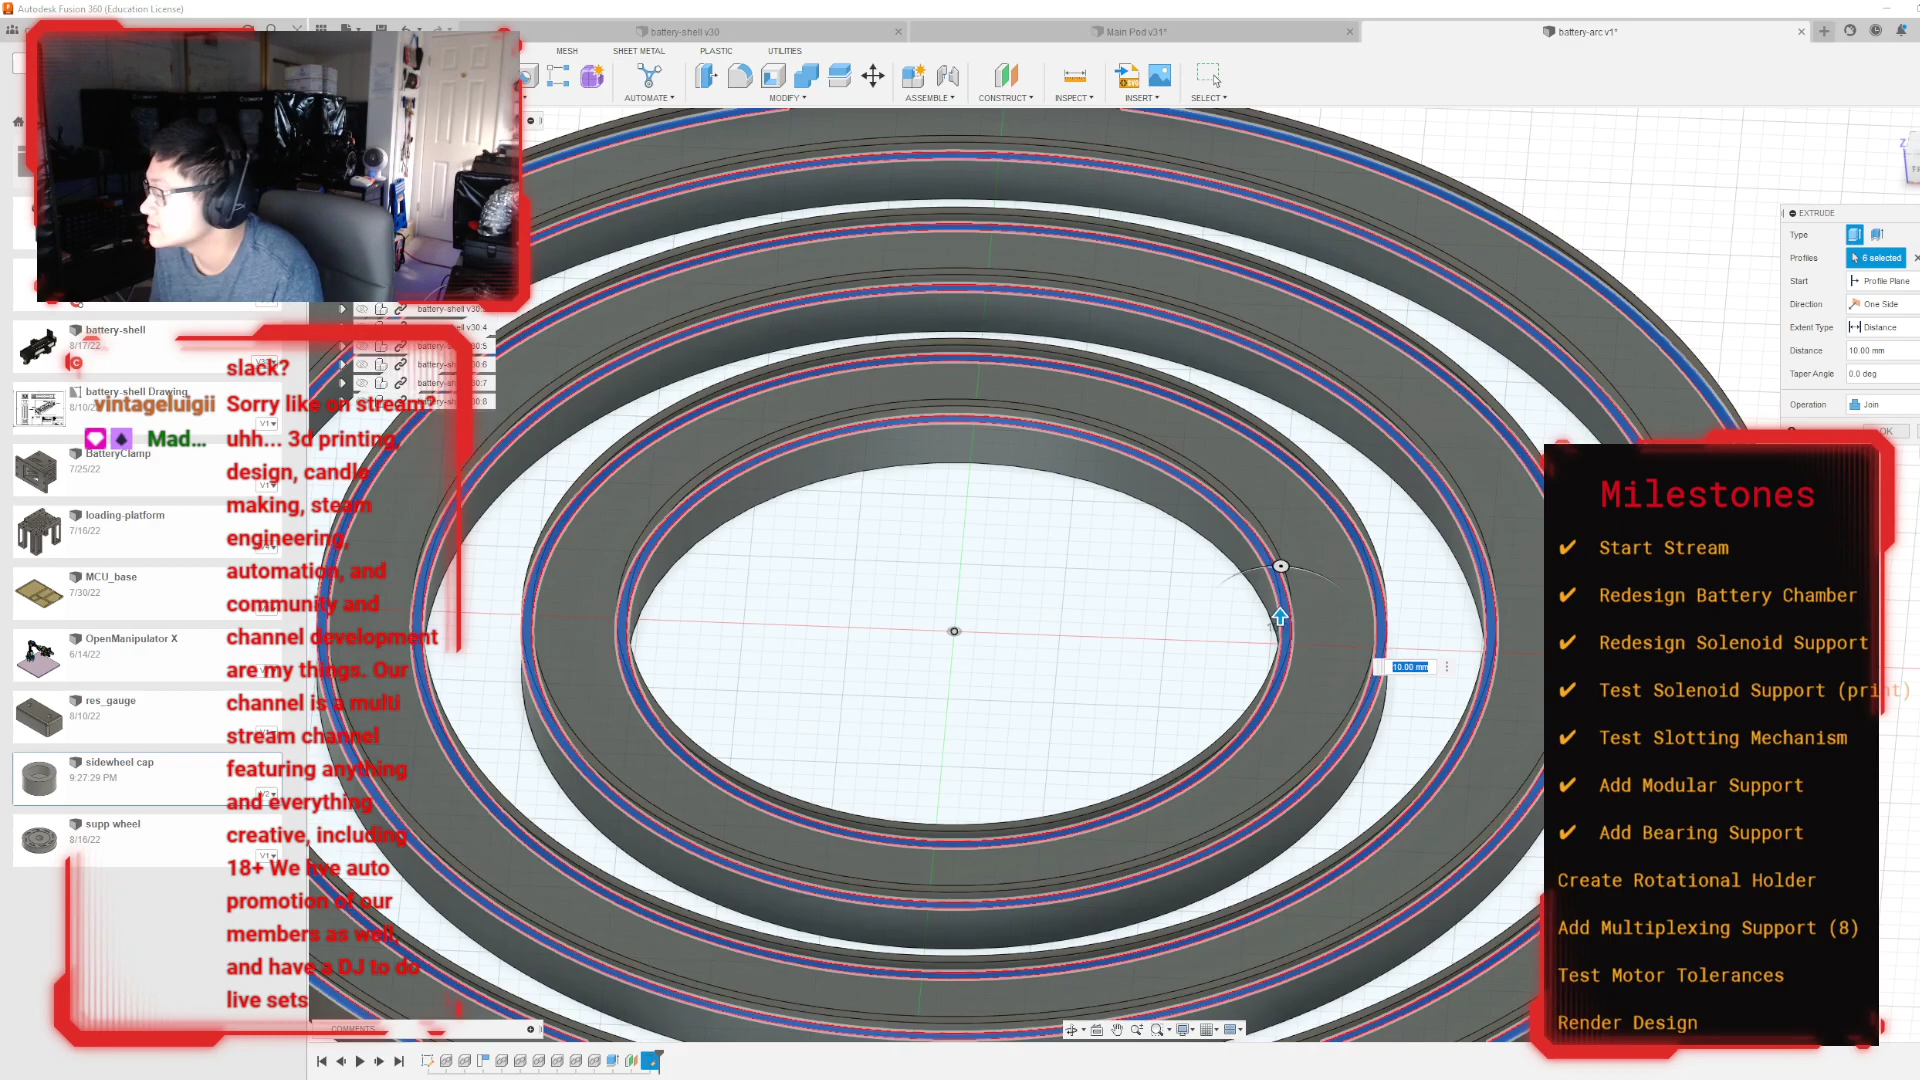 Autodesk Fusion 360 (Education License)
battery-shell v30
Main Pod v31*
battery-arc v1*
MESH
SHEET METAL
PLASTIC
UTILITIES
AUTOMATE
MODIFY
ASSEMBLE
CONSTRUCT
INSPECT
INSERT
SELECT
EXTRUDE
Type
Profiles
6 selected
Start
Profile Plane
Direction
One Side
Extent Type
Distance
Distance
10.00 mm
Taper Angle
0.0 deg
Operation
Join
OK
10.00 mm
battery-shell
8/17/22
battery-shell Drawing
8/10/
V1
BatteryClamp
7/25/22
V1
loading-platform
7/16/22
MCU_base
7/30/22
OpenManipulator X
6/14/22
res_gauge
8/10/22
sidewheel cap
9:27:29 PM
V2
supp wheel
8/16/22
V1
slack?
vintageluigii Sorry like on stream?
Mad... uhh... 3d printing,
design, candle
making, steam
engineering,
automation, and
community and
channel development
are my things. Our
channel is a multi
stream channel
featuring anything
and everything
creative, including
18+ We hve auto
promotion of our
members as well,
and have a DJ to do
live sets
COMMENTS
Milestones
✔ Start Stream
✔ Redesign Battery Chamber
✔ Redesign Solenoid Support
✔ Test Solenoid Support (print)
✔ Test Slotting Mechanism
✔ Add Modular Support
✔ Add Bearing Support
Create Rotational Holder
Add Multiplexing Support (8)
Test Motor Tolerances
Render Design